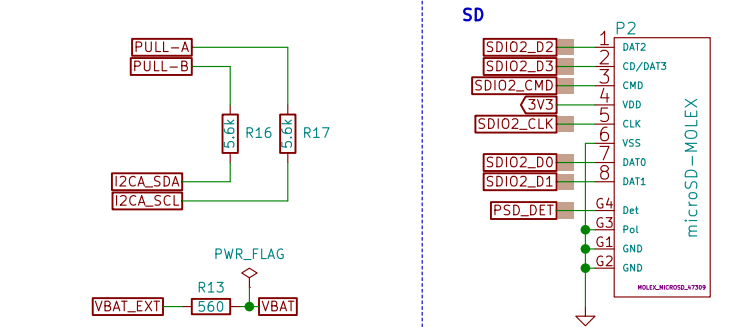 PULL-A
PULL-B
5.6k
R16
5.6k
R17
I2CA_SDA
I2CA_SCL
PWR_FLAG
R13
VBAT_EXT
560
VBAT
SD
P2
SDIO2_D2 1 DAT2
SDIO2_D3 2 CD/DAT3
SDIO2_CMD 3 CMD
3V3 4 VDD
SDIO2_CLK 5 CLK
6 VSS
SDIO2_D0 7 DAT0
SDIO2_D1 8 DAT1
PSD_DET G4 Det
G3 Pol
G1 GND
G2 GND
microSD-MOLEX
MOLEX_MICROSD_47309